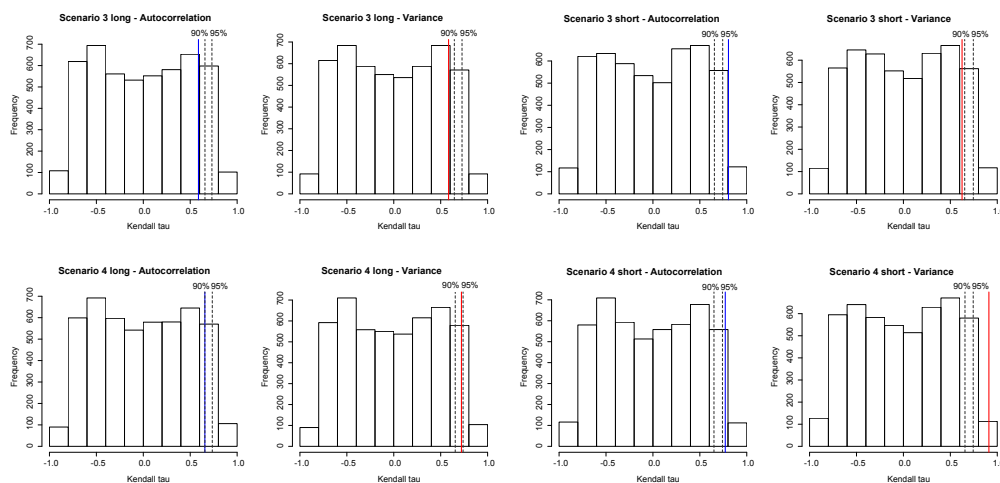 Scenario 3 long - Autocorrelation
90% 95%
Frequency
0 100 200 300 400 500 600 700
-1.0 -0.5 0.0 0.5 1.0
Kendall tau
Scenario 3 long - Variance
90% 95%
Frequency
0 100 200 300 400 500 600 700
-1.0 -0.5 0.0 0.5 1.0
Kendall tau
Scenario 3 short - Autocorrelation
90% 95%
Frequency
0 100 200 300 400 500 600
-1.0 -0.5 0.0 0.5 1.0
Kendall tau
Scenario 3 short - Variance
90% 95%
Frequency
0 100 200 300 400 500 600
-1.0 -0.5 0.0 0.5 1.0
Kendall tau
Scenario 4 long - Autocorrelation
90% 95%
Frequency
0 100 200 300 400 500 600 700
-1.0 -0.5 0.0 0.5 1.0
Kendall tau
Scenario 4 long - Variance
90% 95%
Frequency
0 100 200 300 400 500 600 700
-1.0 -0.5 0.0 0.5 1.0
Kendall tau
Scenario 4 short - Autocorrelation
90% 95%
Frequency
0 100 200 300 400 500 600 700
-1.0 -0.5 0.0 0.5 1.0
Kendall tau
Scenario 4 short - Variance
90% 95%
Frequency
0 100 200 300 400 500 600
-1.0 -0.5 0.0 0.5 1.0
Kendall tau